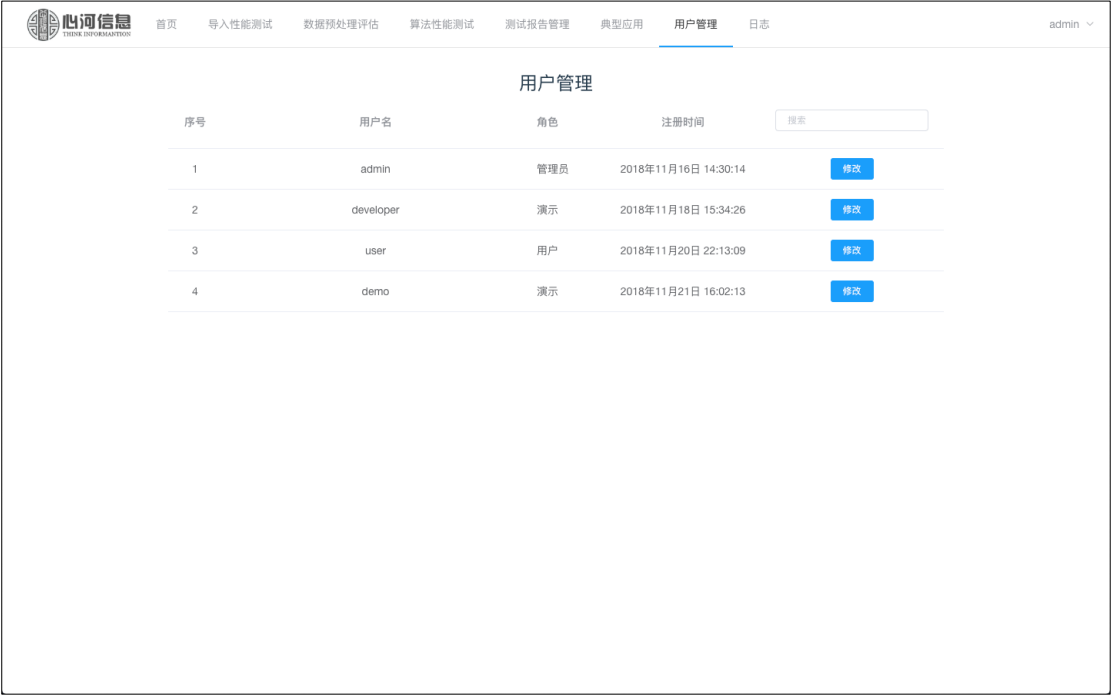 心河信息
THINK INFORMANTION
首页 导入性能测试 数据预处理评估 算法性能测试 测试报告管理 典型应用 用户管理 日志 admin
用户管理
序号 用户名 角色 注册时间 搜索
1 admin 管理员 2018年11月16日 14:30:14 修改
2 developer 演示 2018年11月18日 15:34:26 修改
3 user 用户 2018年11月20日 22:13:09 修改
4 demo 演示 2018年11月21日 16:02:13 修改